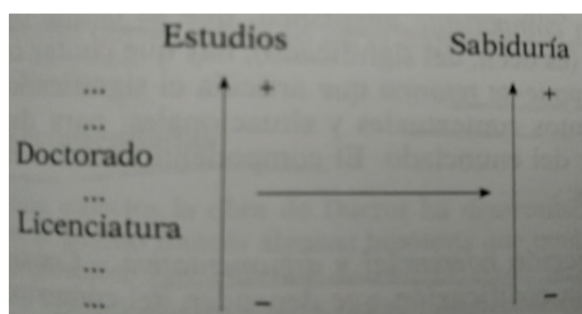 Estudios Sabiduría
... + +
...
Doctorado
...
Licenciatura
...
... − −